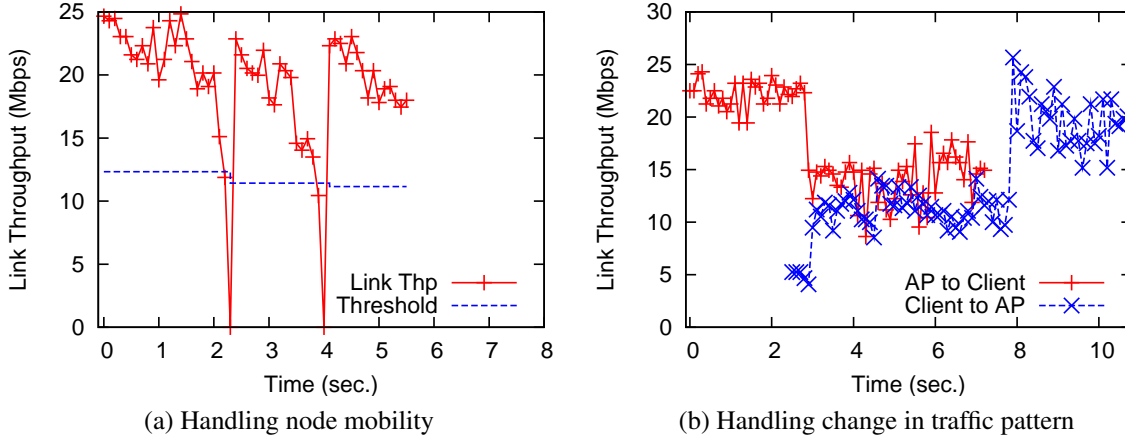 Link Throughput (Mbps)
25
20
15
10
5
0
0 1 2 3 4 5 6 7 8
Time (sec.)
Link Thp
Threshold
(a) Handling node mobility
Link Throughput (Mbps)
30
25
20
15
10
5
0
2 4 6 8 10
Time (sec.)
AP to Client
Client to AP
(b) Handling change in traffic pattern